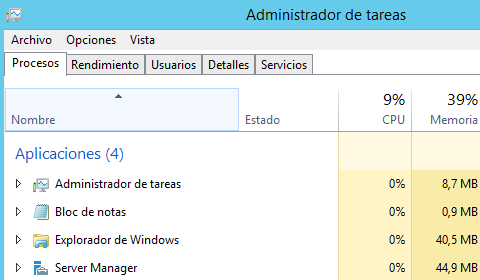 Administrador de tareas
Archivo Opciones Vista
Procesos Rendimiento Usuarios Detalles Servicios
9% 39%
Nombre Estado CPU Memoria
Aplicaciones (4)
Administrador de tareas 0% 8,7 MB
Bloc de notas 0% 0,9 MB
Explorador de Windows 0% 40,5 MB
Server Manager 0% 44,9 MB